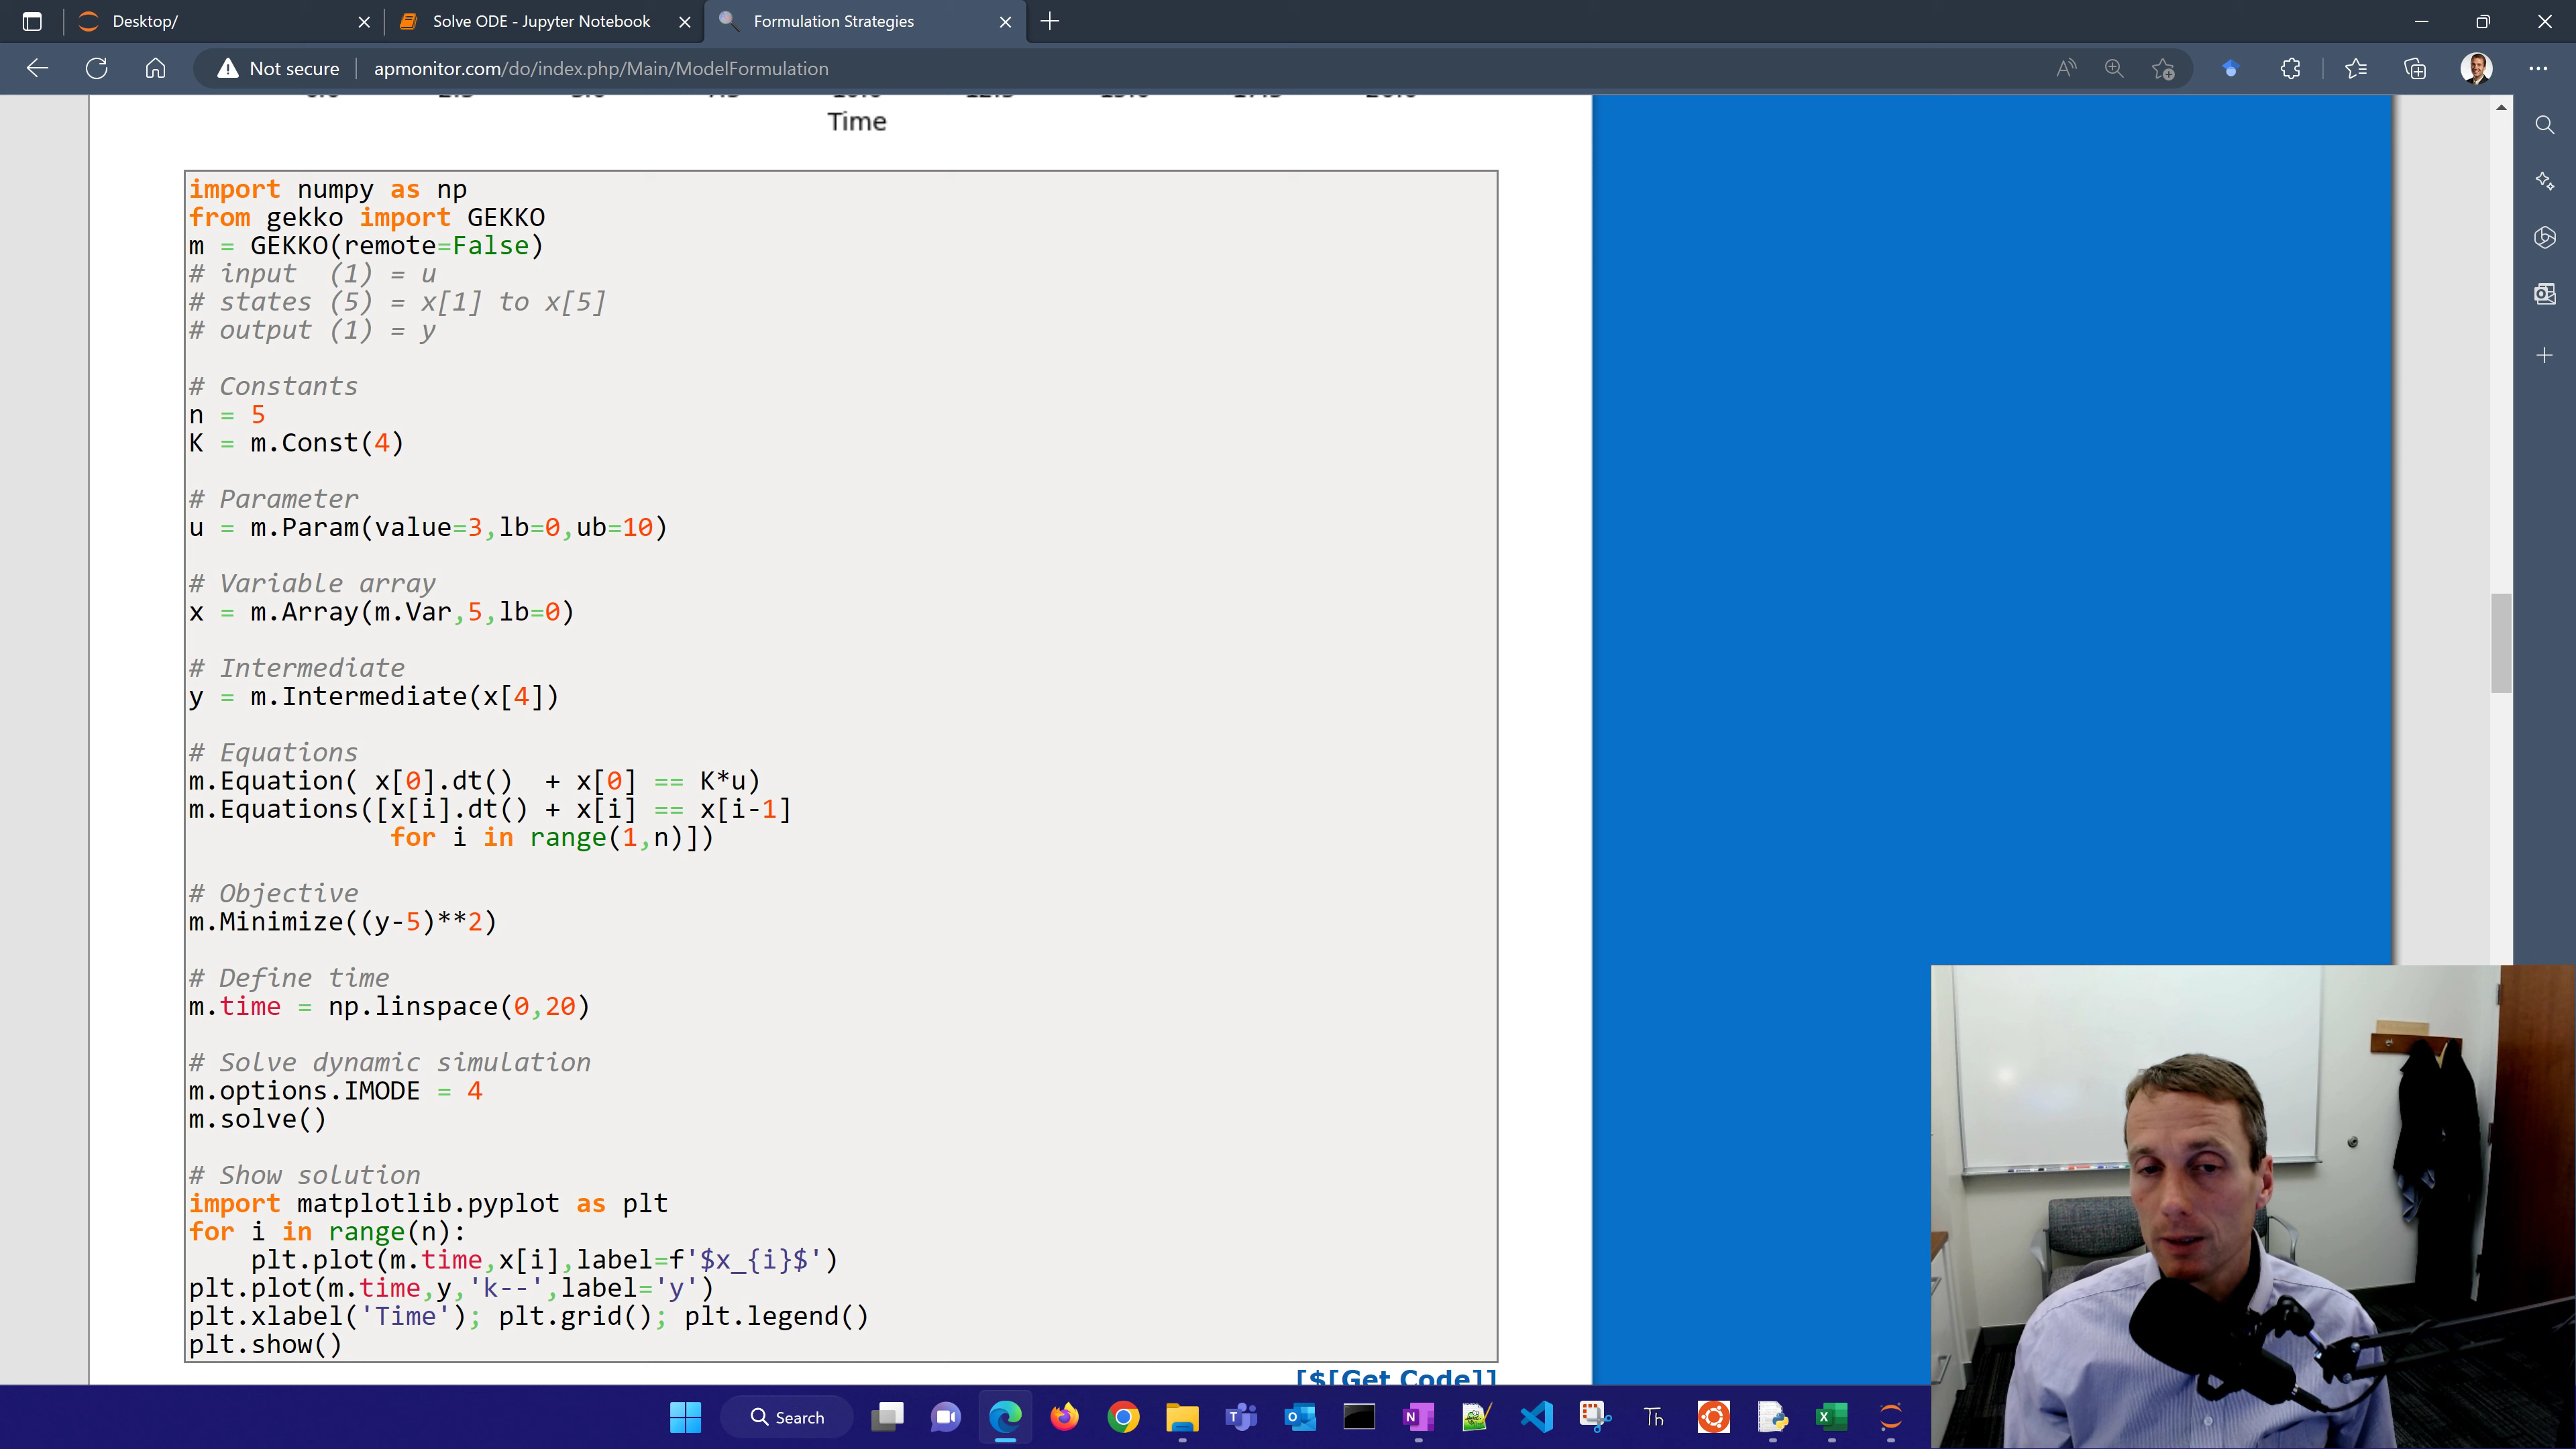 Desktop/
Solve ODE - Jupyter Notebook
Formulation Strategies
Not secure
apmonitor.com/do/index.php/Main/ModelFormulation
Time
import numpy as np
from gekko import GEKKO
m = GEKKO(remote=False)
# input  (1) = u
# states (5) = x[1] to x[5]
# output (1) = y
# Constants
n = 5
K = m.Const(4)
# Parameter
u = m.Param(value=3,lb=0,ub=10)
# Variable array
x = m.Array(m.Var,5,lb=0)
# Intermediate
y = m.Intermediate(x[4])
# Equations
m.Equation( x[0].dt()  + x[0] == K*u)
m.Equations([x[i].dt() + x[i] == x[i-1]
for i in range(1,n)])
# Objective
m.Minimize((y-5)**2)
# Define time
m.time = np.linspace(0,20)
# Solve dynamic simulation
m.options.IMODE = 4
m.solve()
# Show solution
import matplotlib.pyplot as plt
for i in range(n):
    plt.plot(m.time,x[i],label=f'$x_{i}$')
plt.plot(m.time,y,'k--',label='y')
plt.xlabel('Time'); plt.grid(); plt.legend()
plt.show()
[$[Get Code]]
Search
Th